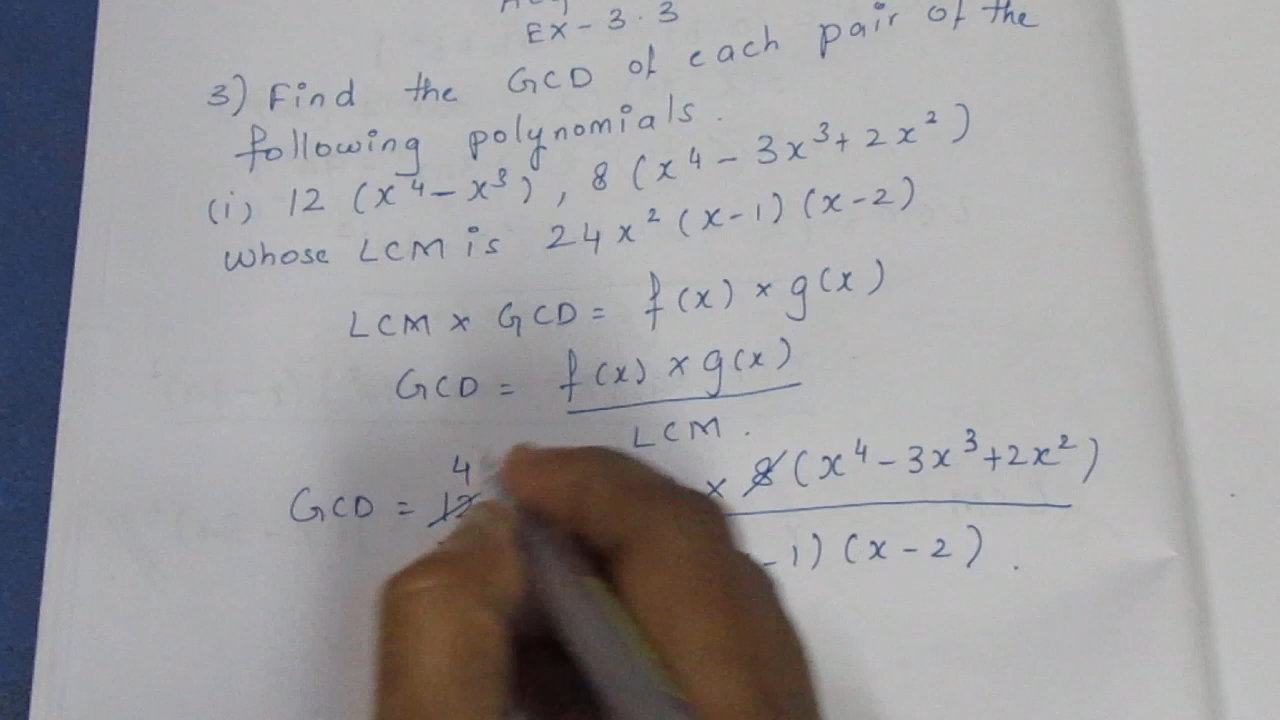 EX - 3.3
3) Find the GCD of each pair of the
following polynomials.
(i) 12 (x⁴ - x³), 8 (x⁴ - 3x³ + 2x²)
whose LCM is 24x² (x-1) (x-2)
LCM × GCD = f(x) × g(x)
GCD = f(x) × g(x)
LCM.
4
GCD = 12 × 8 (x⁴ - 3x³ + 2x²)
-1) (x-2).